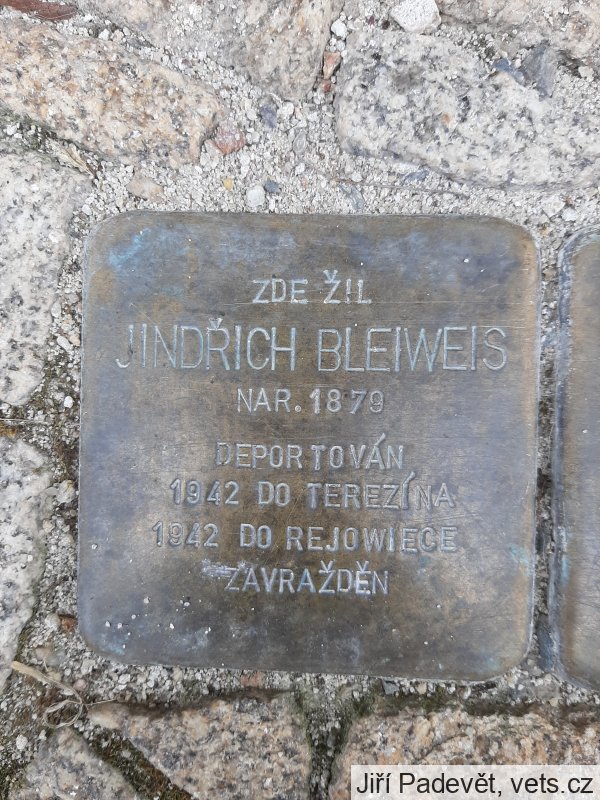 ZDE ŽIL
JINDŘICH BLEIWEIS
NAR. 1879
DEPORTOVÁN
1942 DO TEREZÍNA
1942 DO REJOWIECE
ZAVRAŽDĚN
Jiří Padevět, vets.cz